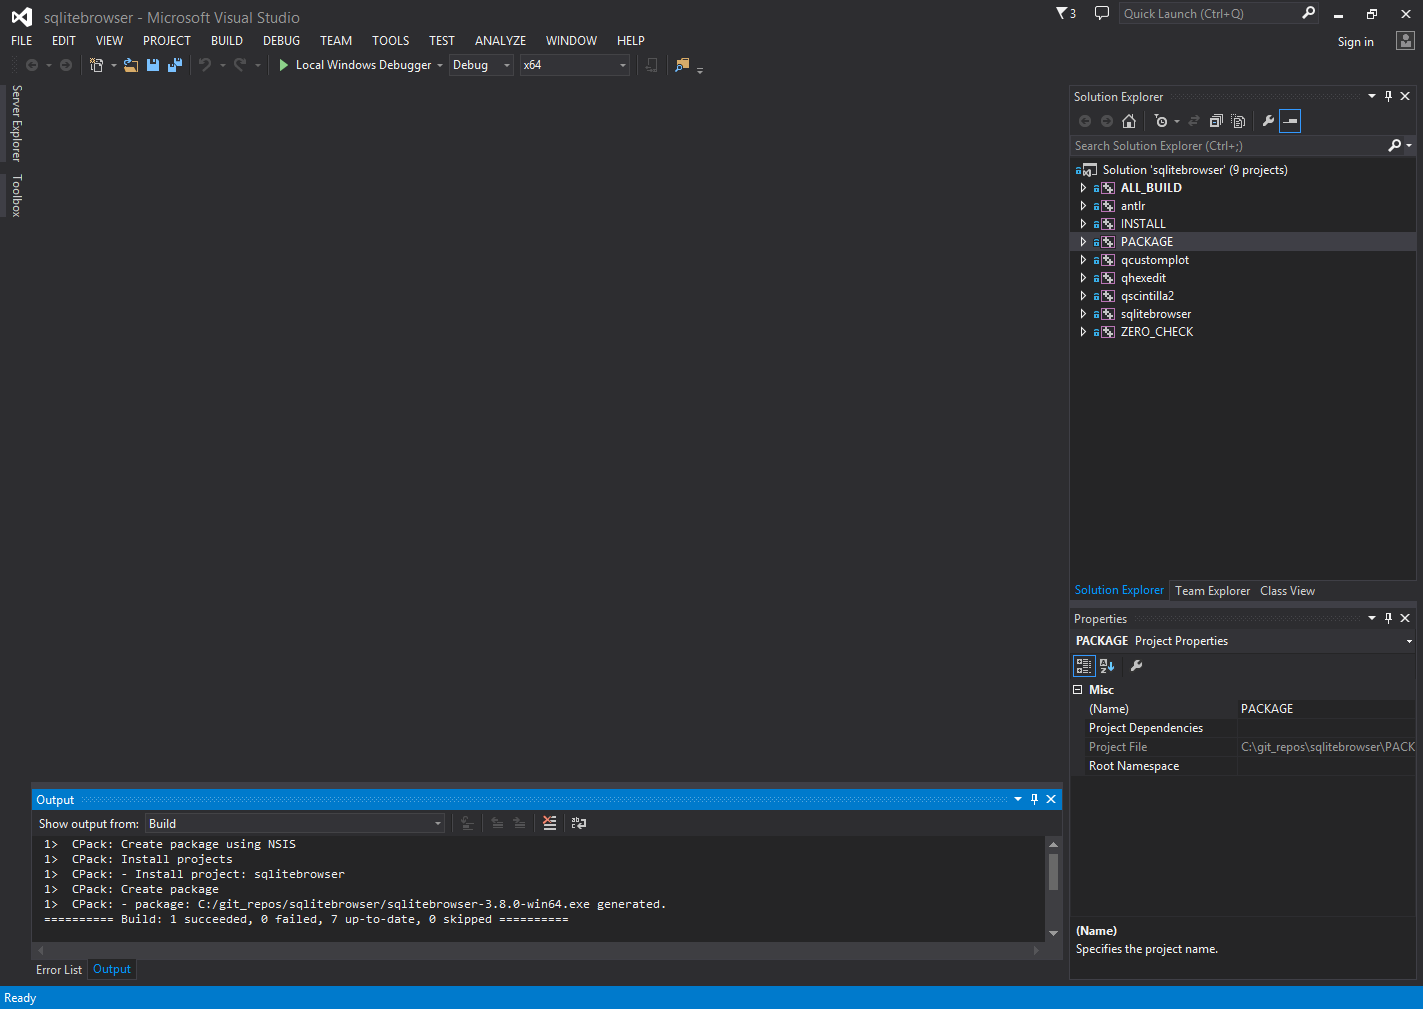 sqlitebrowser - Microsoft Visual Studio
3
Quick Launch (Ctrl+Q)
FILE EDIT VIEW PROJECT BUILD DEBUG TEAM TOOLS TEST ANALYZE WINDOW HELP
Sign in
Local Windows Debugger Debug x64
Server Explorer
Toolbox
Solution Explorer
Search Solution Explorer (Ctrl+;)
Solution 'sqlitebrowser' (9 projects)
ALL_BUILD
antlr
INSTALL
PACKAGE
qcustomplot
qhexedit
qscintilla2
sqlitebrowser
ZERO_CHECK
Solution Explorer Team Explorer Class View
Properties
PACKAGE Project Properties
Misc
(Name) PACKAGE
Project Dependencies
Project File C:\git_repos\sqlitebrowser\PACK
Root Namespace
(Name)
Specifies the project name.
Output
Show output from: Build
1> CPack: Create package using NSIS
1> CPack: Install projects
1> CPack: - Install project: sqlitebrowser
1> CPack: Create package
1> CPack: - package: C:/git_repos/sqlitebrowser/sqlitebrowser-3.8.0-win64.exe generated.
========== Build: 1 succeeded, 0 failed, 7 up-to-date, 0 skipped ==========
Error List Output
Ready